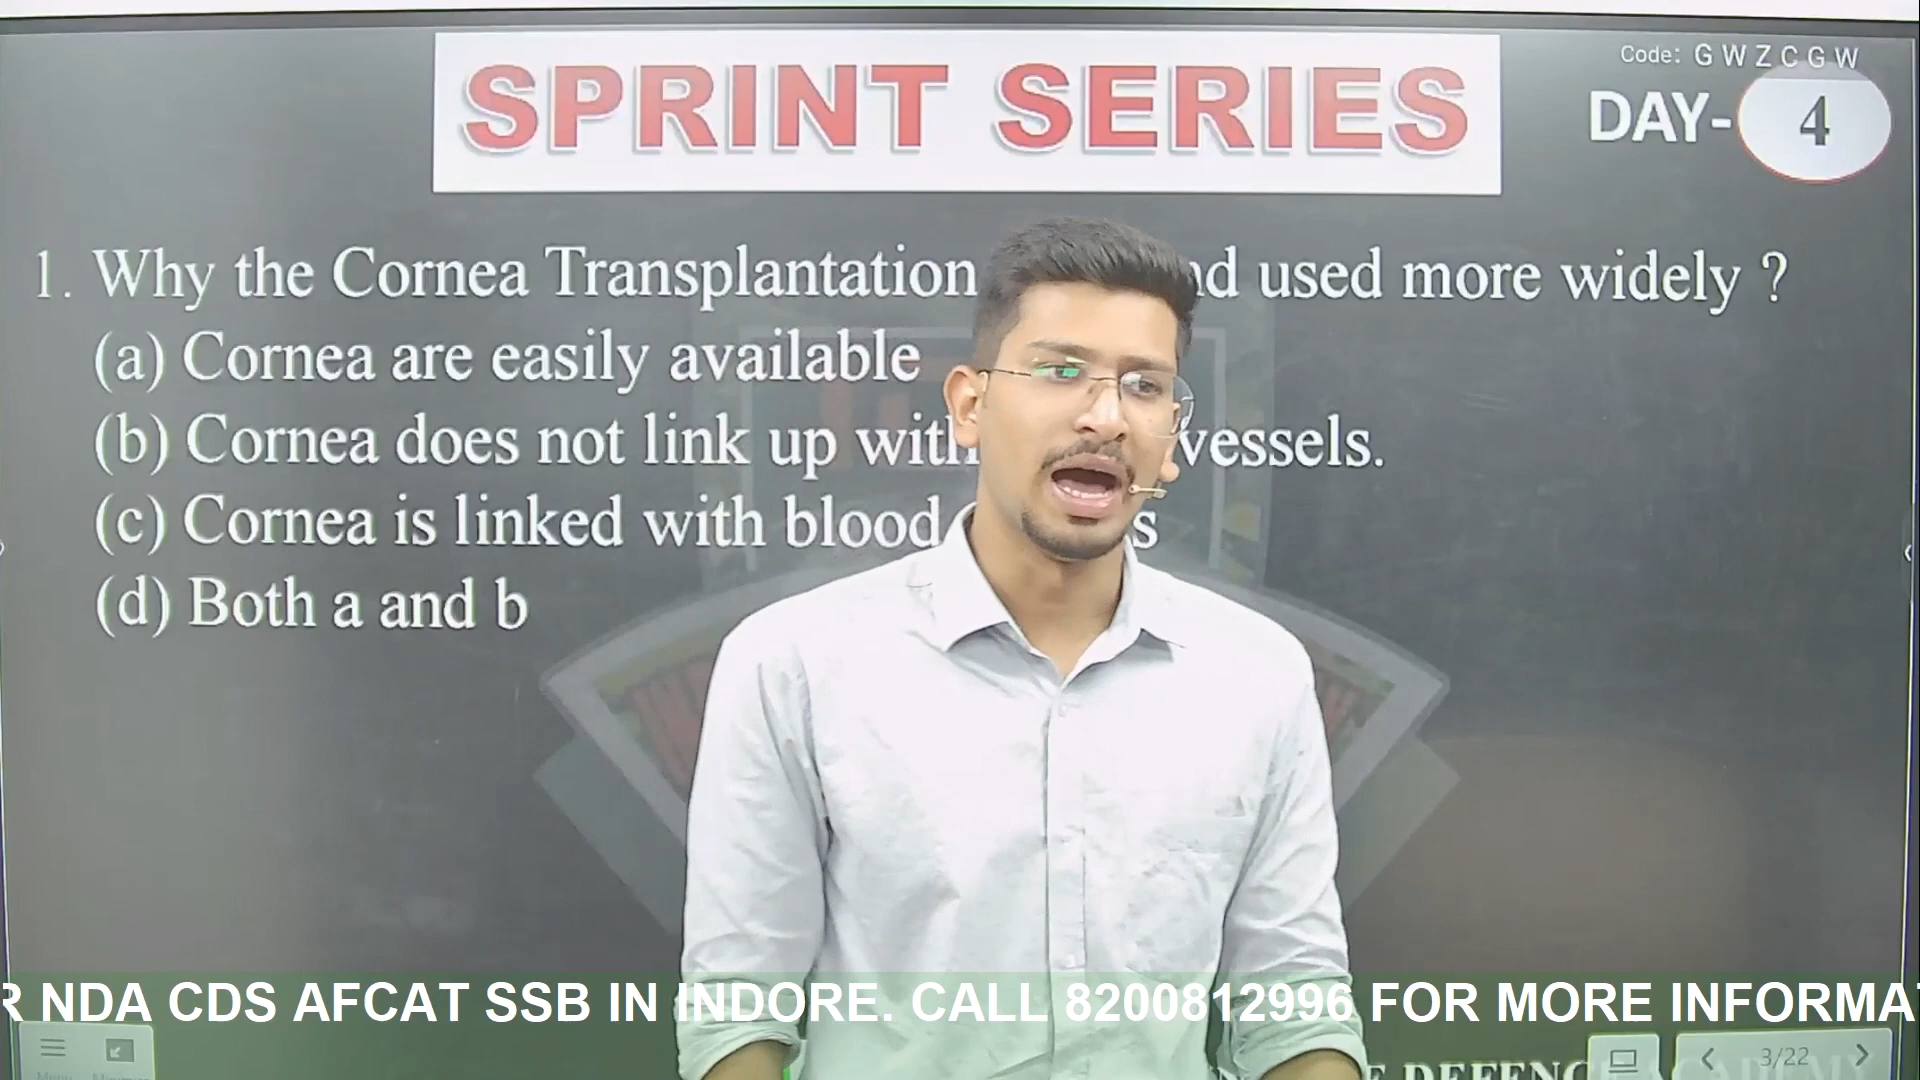 SPRINT SERIES
Code: G W Z C G W
DAY- 4
1. Why the Cornea Transplantation used more widely ?
(a) Cornea are easily available
(b) Cornea does not link up with vessels.
(c) Cornea is linked with blood
(d) Both a and b
NDA CDS AFCAT SSB IN INDORE. CALL 8200812996 FOR MORE
Menu
3/22